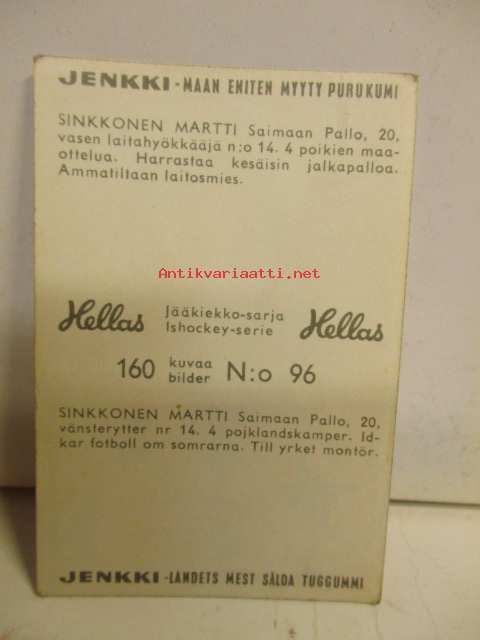 JENKKI - MAAN ENITEN MYYTY PURUKUMI
SINKKONEN MARTTI Saimaan Pallo, 20,
vasen laitahyökkääjä n:o 14. 4 poikien maa-
ottelua. Harrastaa kesäisin jalkapalloa.
Ammatiltaan laitosmies.
Antikvariaatti.net
Hellas Jääkiekko-sarja Hellas
Ishockey-serie
160 kuvaa N:o 96
bilder
SINKKONEN MARTTI Saimaan Pallo, 20,
vänsterytter nr 14. 4 pojklandskamper. Id-
kar fotboll om somrarna. Till yrket montör.
JENKKI - LANDETS MEST SÅLDA TUGGUMMI